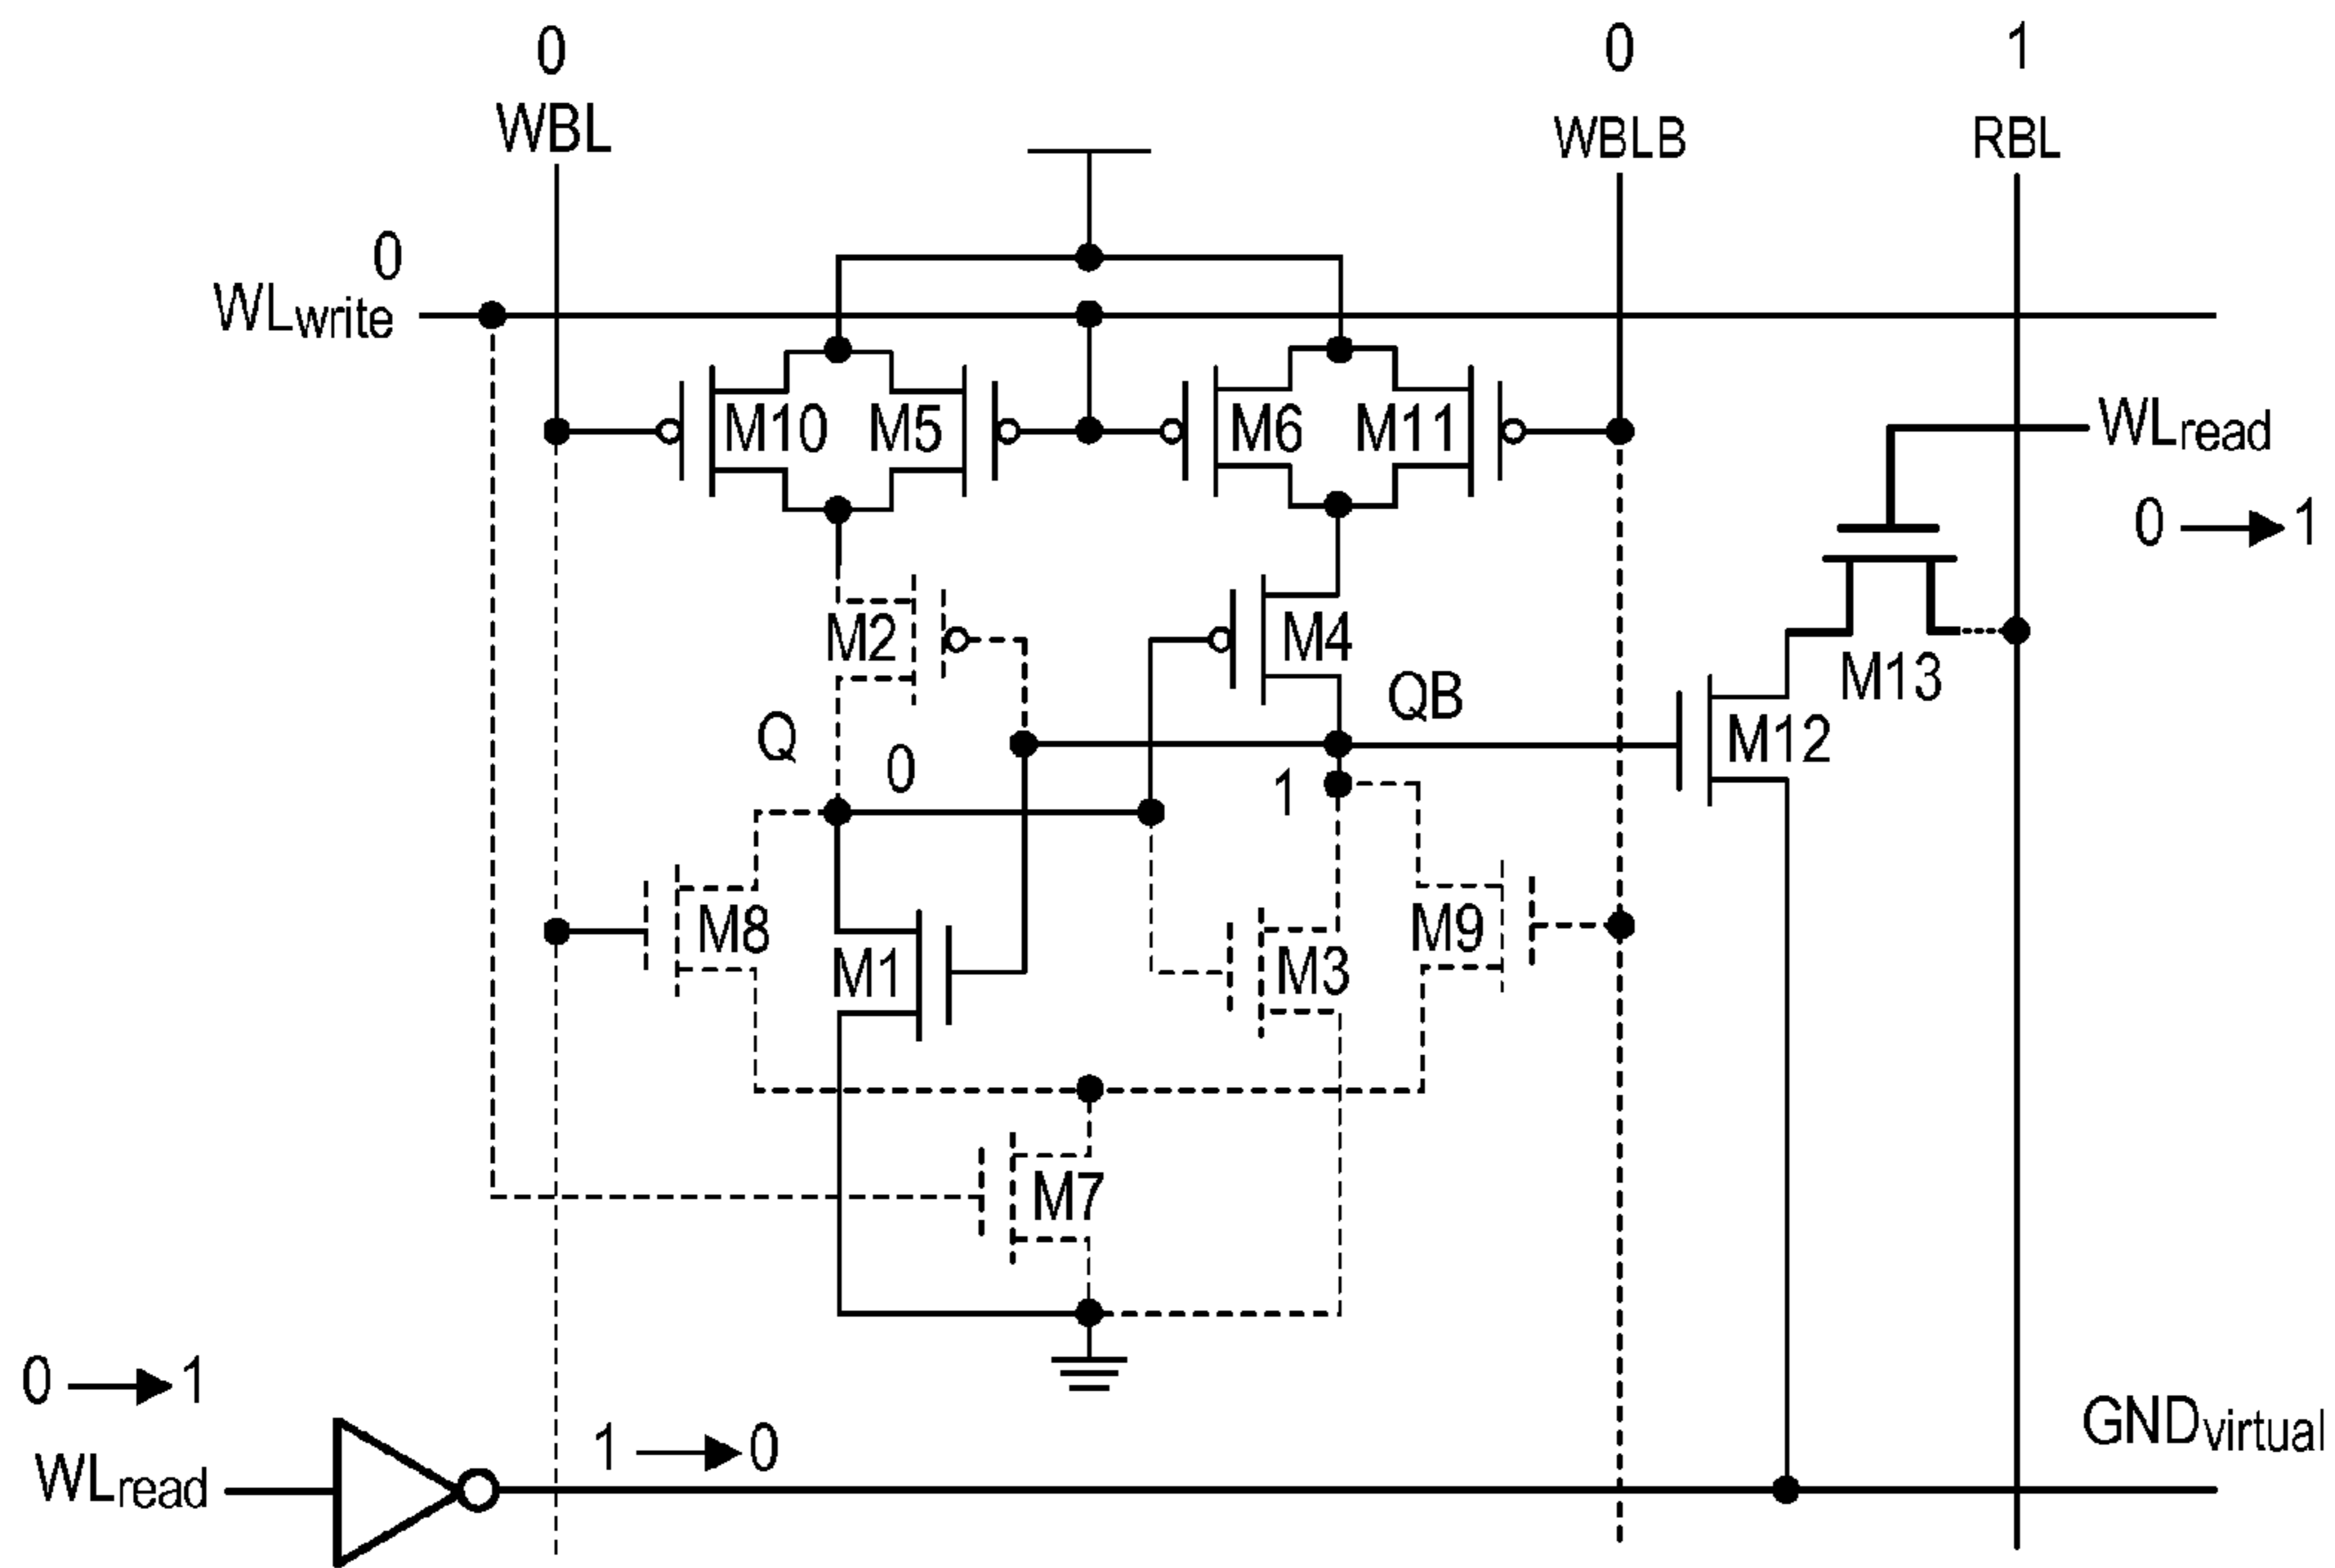 0
0
1
WBL
WBLB
RBL
0
WLwrite
M10
M5
M6
M11
WLread
0 → 1
M2
M4
M13
Q
0
QB
1
M12
M8
M1
M3
M9
M7
0 → 1
WLread
1 → 0
GNDvirtual